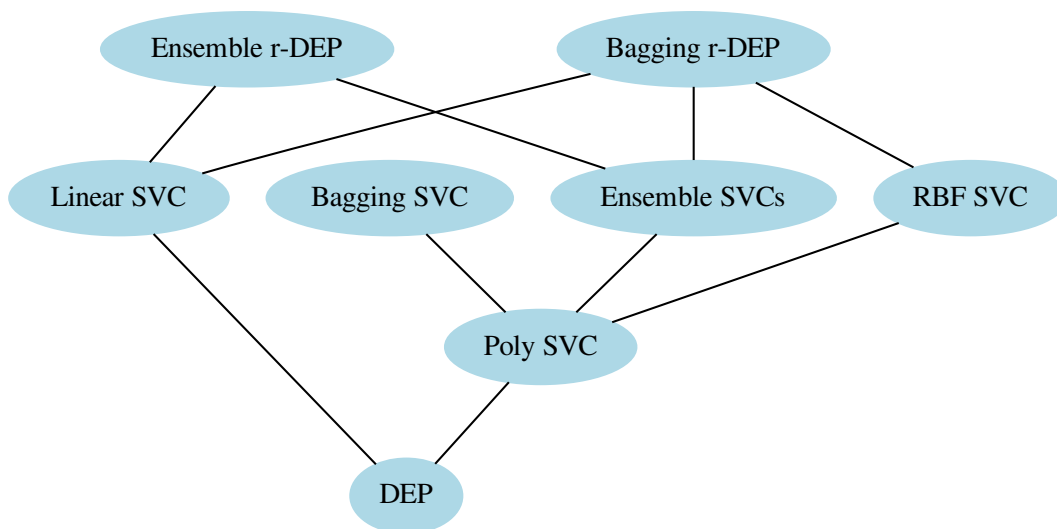 Ensemble r-DEP
Bagging r-DEP
Linear SVC
Bagging SVC
Ensemble SVCs
RBF SVC
Poly SVC
DEP